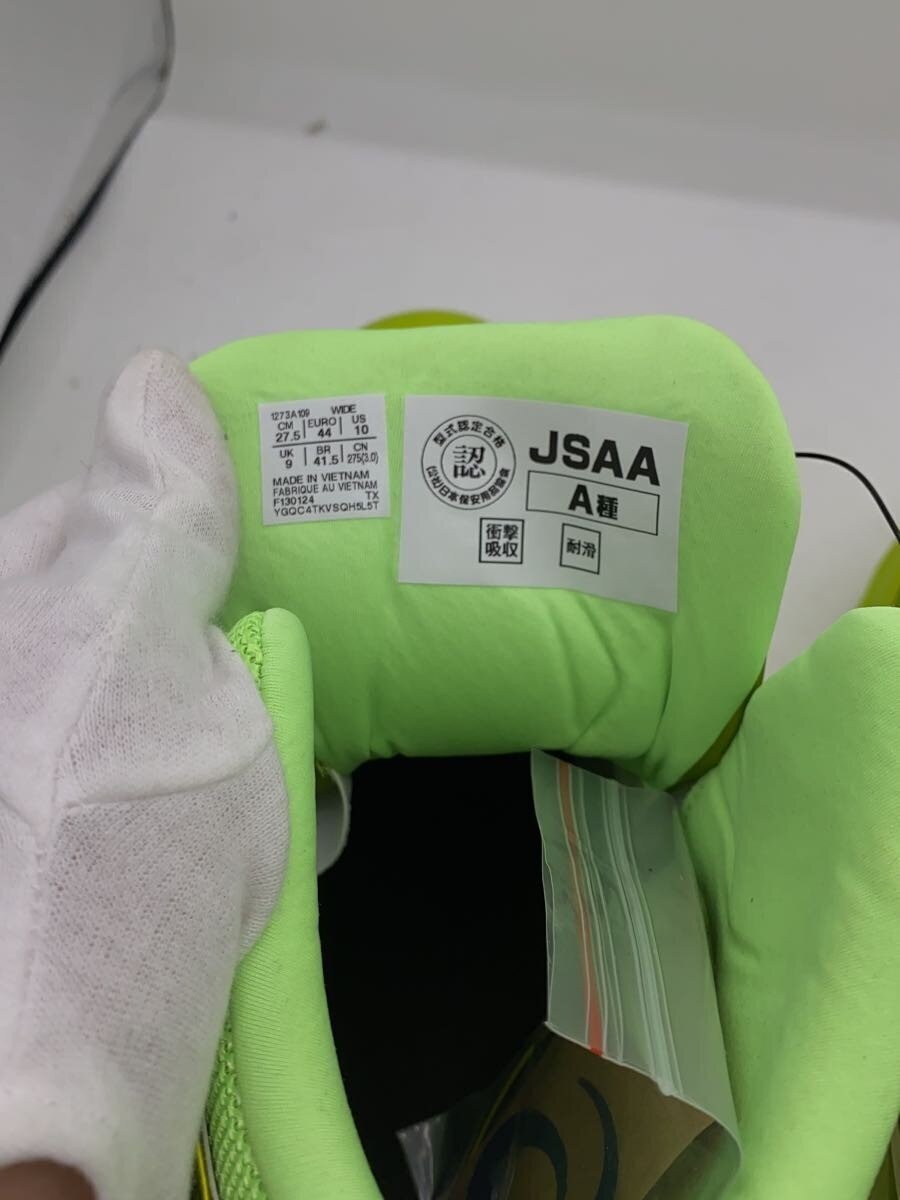 1273A109 WIDE
CM EURO US
27.5 44 10
UK BR CN
9 41.5 275(3.0)
MADE IN VIETNAM
FABRIQUE AU VIETNAM
F130124 TX
YGQC4TKVSQH5L5T
型式認定合格
認
(公社)日本保安用品協会
JSAA
A種
衝撃
吸収
耐滑